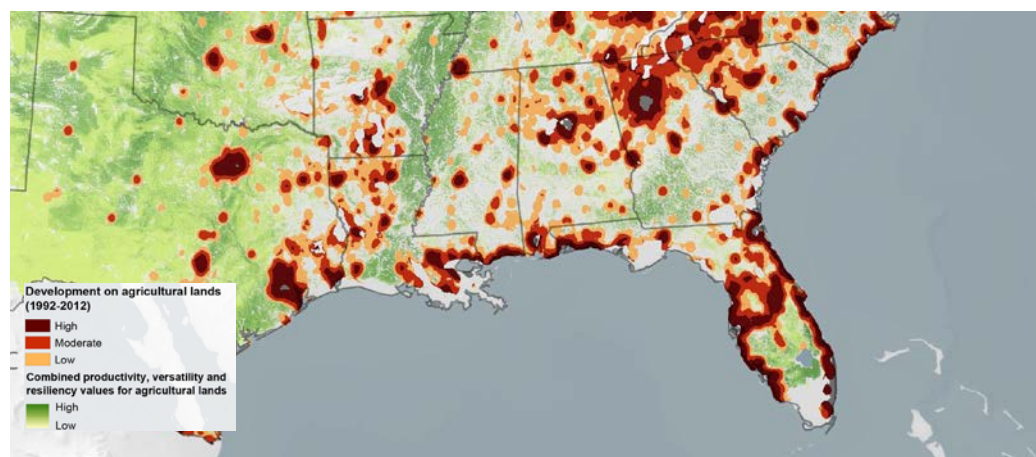 Development on agricultural lands
(1992-2012)
High
Moderate
Low
Combined productivity, versatility and
resiliency values for agricultural lands
High
Low